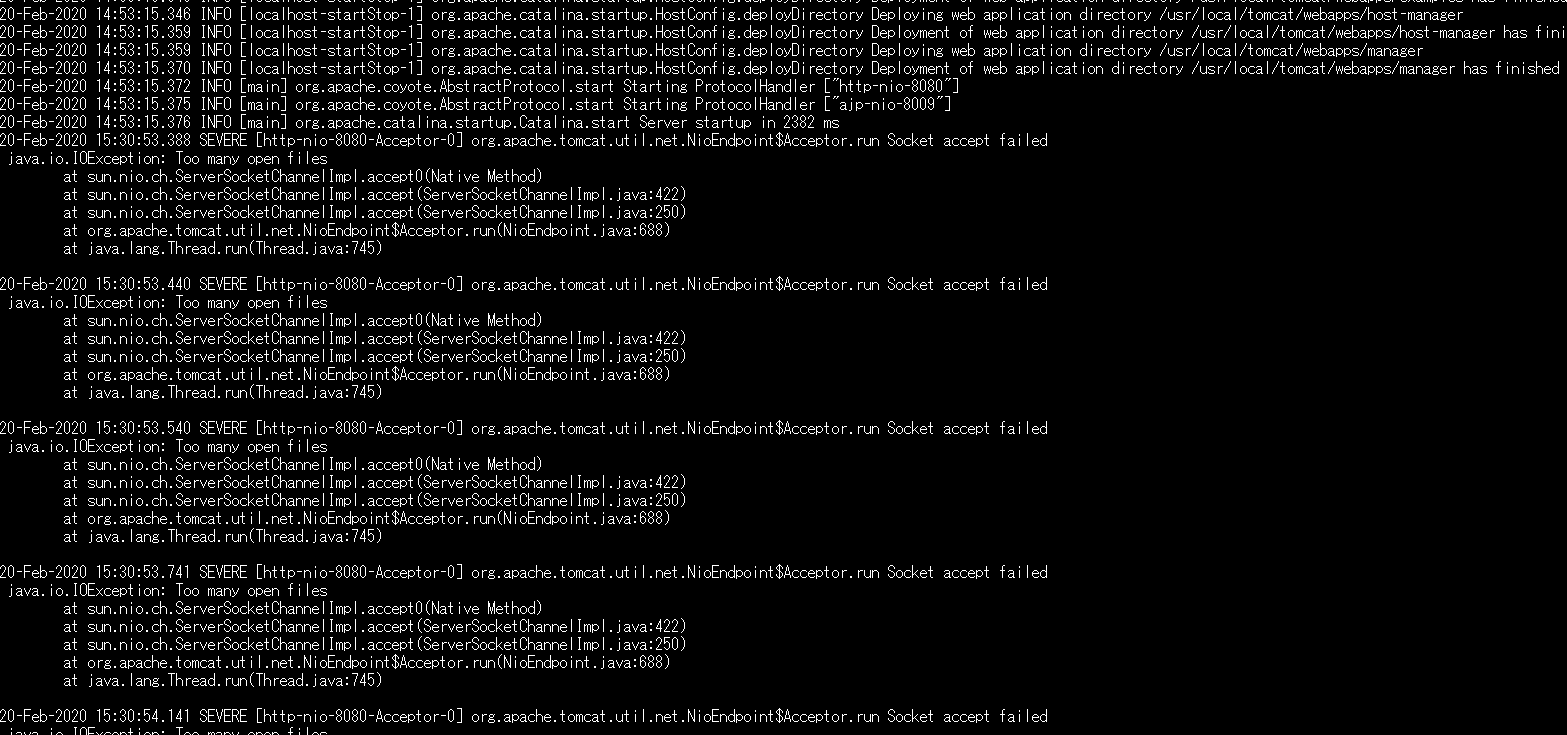 20-Feb-2020 14:53:15.346 INFO [localhost-startStop-1] org.apache.catalina.startup.HostConfig.deployDirectory Deploying web application directory /usr/local/tomcat/webapps/host-manager
20-Feb-2020 14:53:15.359 INFO [localhost-startStop-1] org.apache.catalina.startup.HostConfig.deployDirectory Deployment of web application directory /usr/local/tomcat/webapps/host-manager has fini
20-Feb-2020 14:53:15.359 INFO [localhost-startStop-1] org.apache.catalina.startup.HostConfig.deployDirectory Deploying web application directory /usr/local/tomcat/webapps/manager
20-Feb-2020 14:53:15.370 INFO [localhost-startStop-1] org.apache.catalina.startup.HostConfig.deployDirectory Deployment of web application directory /usr/local/tomcat/webapps/manager has finished
20-Feb-2020 14:53:15.372 INFO [main] org.apache.coyote.AbstractProtocol.start Starting ProtocolHandler ["http-nio-8080"]
20-Feb-2020 14:53:15.375 INFO [main] org.apache.coyote.AbstractProtocol.start Starting ProtocolHandler ["ajp-nio-8009"]
20-Feb-2020 14:53:15.376 INFO [main] org.apache.catalina.startup.Catalina.start Server startup in 2382 ms
20-Feb-2020 15:30:53.388 SEVERE [http-nio-8080-Acceptor-0] org.apache.tomcat.util.net.NioEndpoint$Acceptor.run Socket accept failed
java.io.IOException: Too many open files
at sun.nio.ch.ServerSocketChannelImpl.accept0(Native Method)
at sun.nio.ch.ServerSocketChannelImpl.accept(ServerSocketChannelImpl.java:422)
at sun.nio.ch.ServerSocketChannelImpl.accept(ServerSocketChannelImpl.java:250)
at org.apache.tomcat.util.net.NioEndpoint$Acceptor.run(NioEndpoint.java:688)
at java.lang.Thread.run(Thread.java:745)
20-Feb-2020 15:30:53.440 SEVERE [http-nio-8080-Acceptor-0] org.apache.tomcat.util.net.NioEndpoint$Acceptor.run Socket accept failed
java.io.IOException: Too many open files
at sun.nio.ch.ServerSocketChannelImpl.accept0(Native Method)
at sun.nio.ch.ServerSocketChannelImpl.accept(ServerSocketChannelImpl.java:422)
at sun.nio.ch.ServerSocketChannelImpl.accept(ServerSocketChannelImpl.java:250)
at org.apache.tomcat.util.net.NioEndpoint$Acceptor.run(NioEndpoint.java:688)
at java.lang.Thread.run(Thread.java:745)
20-Feb-2020 15:30:53.540 SEVERE [http-nio-8080-Acceptor-0] org.apache.tomcat.util.net.NioEndpoint$Acceptor.run Socket accept failed
java.io.IOException: Too many open files
at sun.nio.ch.ServerSocketChannelImpl.accept0(Native Method)
at sun.nio.ch.ServerSocketChannelImpl.accept(ServerSocketChannelImpl.java:422)
at sun.nio.ch.ServerSocketChannelImpl.accept(ServerSocketChannelImpl.java:250)
at org.apache.tomcat.util.net.NioEndpoint$Acceptor.run(NioEndpoint.java:688)
at java.lang.Thread.run(Thread.java:745)
20-Feb-2020 15:30:53.741 SEVERE [http-nio-8080-Acceptor-0] org.apache.tomcat.util.net.NioEndpoint$Acceptor.run Socket accept failed
java.io.IOException: Too many open files
at sun.nio.ch.ServerSocketChannelImpl.accept0(Native Method)
at sun.nio.ch.ServerSocketChannelImpl.accept(ServerSocketChannelImpl.java:422)
at sun.nio.ch.ServerSocketChannelImpl.accept(ServerSocketChannelImpl.java:250)
at org.apache.tomcat.util.net.NioEndpoint$Acceptor.run(NioEndpoint.java:688)
at java.lang.Thread.run(Thread.java:745)
20-Feb-2020 15:30:54.141 SEVERE [http-nio-8080-Acceptor-0] org.apache.tomcat.util.net.NioEndpoint$Acceptor.run Socket accept failed
java.io.IOException: Too many open files